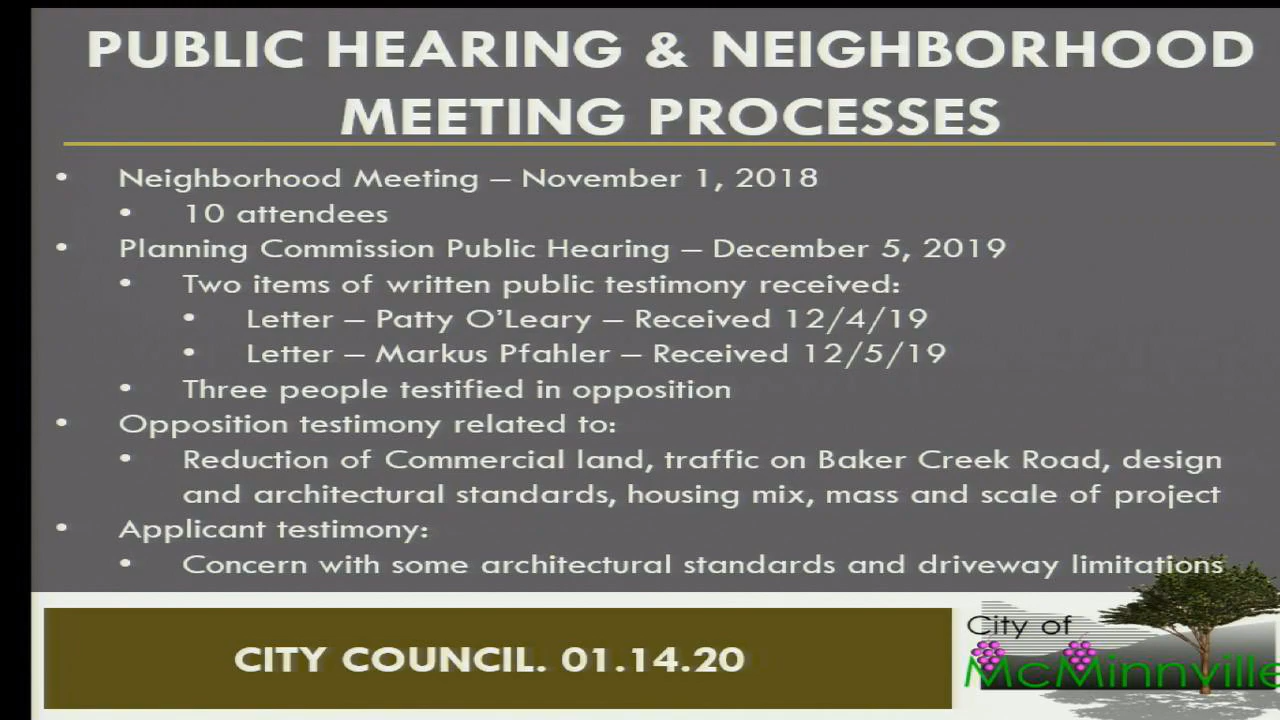 PUBLIC HEARING & NEIGHBORHOOD
MEETING PROCESSES
• Neighborhood Meeting – November 1, 2018
• 10 attendees
• Planning Commission Public Hearing – December 5, 2019
• Two items of written public testimony received:
• Letter – Patty O'Leary – Received 12/4/19
• Letter – Markus Pfahler – Received 12/5/19
• Three people testified in opposition
• Opposition testimony related to:
• Reduction of Commercial land, traffic on Baker Creek Road, design
and architectural standards, housing mix, mass and scale of project
• Applicant testimony:
• Concern with some architectural standards and driveway limitations
CITY COUNCIL. 01.14.20
City of
McMinnville